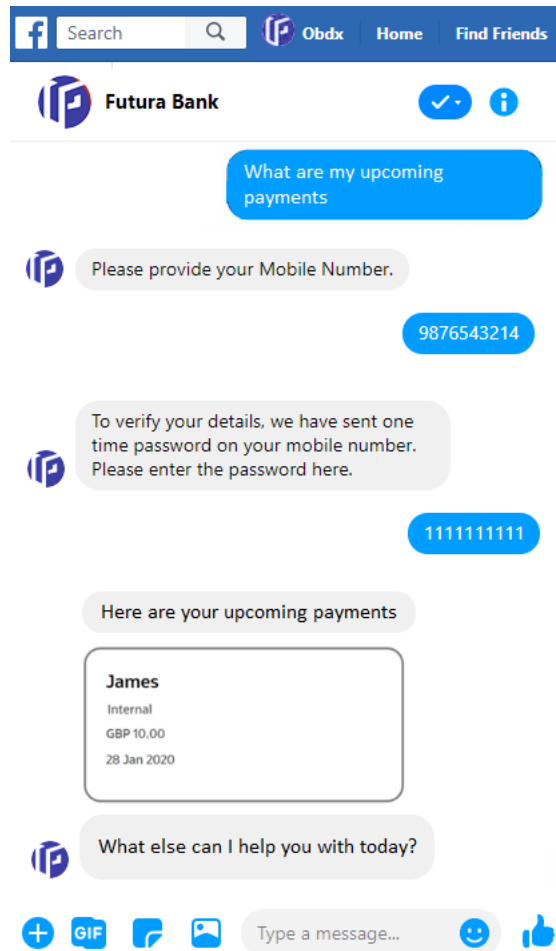 Search
Obdx
Home
Find Friends
Futura Bank
What are my upcoming
payments
Please provide your Mobile Number.
9876543214
To verify your details, we have sent one
time password on your mobile number.
Please enter the password here.
1111111111
Here are your upcoming payments
James
Internal
GBP 10.00
28 Jan 2020
What else can I help you with today?
GIF
Type a message...